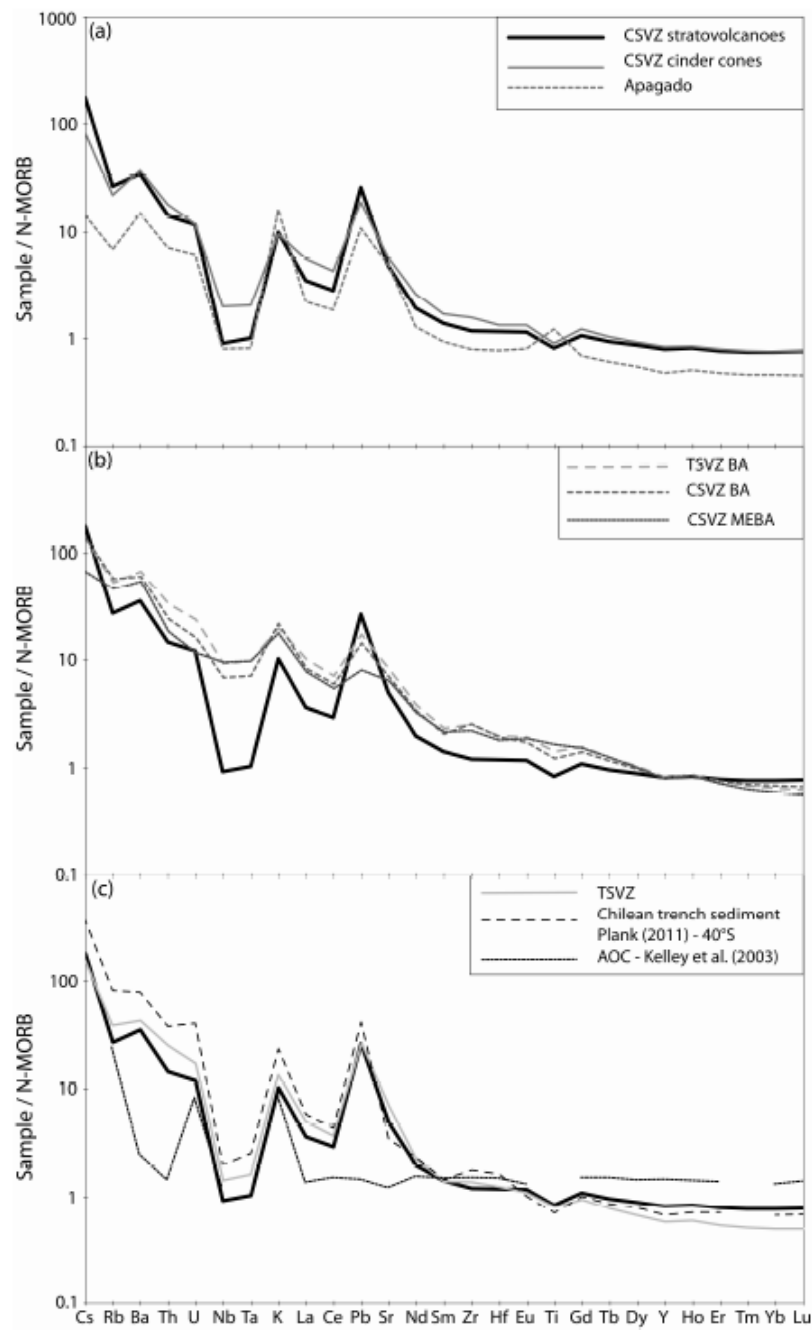 1000
(a)
CSVZ stratovolcanoes
CSVZ cinder cones
Apagado
100
10
1
0.1
Sample / N-MORB
(b)
TSVZ BA
CSVZ BA
CSVZ MEBA
100
10
1
0.1
Sample / N-MORB
(c)
TSVZ
Chilean trench sediment
Plank (2011) - 40°S
AOC - Kelley et al. (2003)
100
10
1
0.1
Sample / N-MORB
Cs Rb Ba Th U Nb Ta K La Ce Pb Sr Nd Sm Zr Hf Eu Ti Gd Tb Dy Y Ho Er Tm Yb Lu